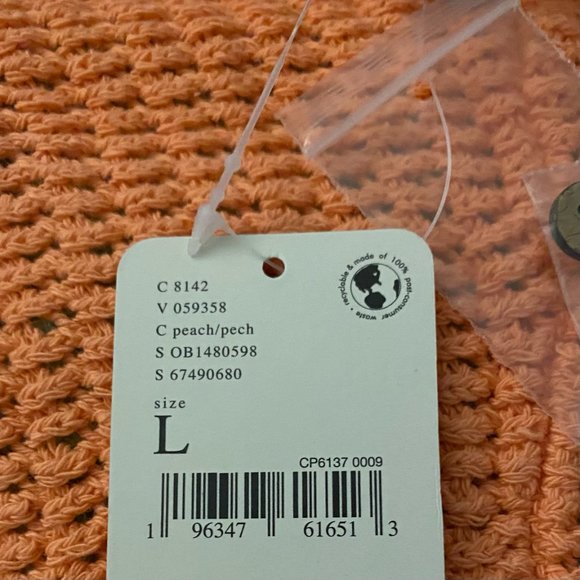 C 8142
V 059358
C peach/pech
S OB1480598
S 67490680
size
L
recyclable & made of 100% post-consumer waste •
CP6137 0009
1 96347 61651 3